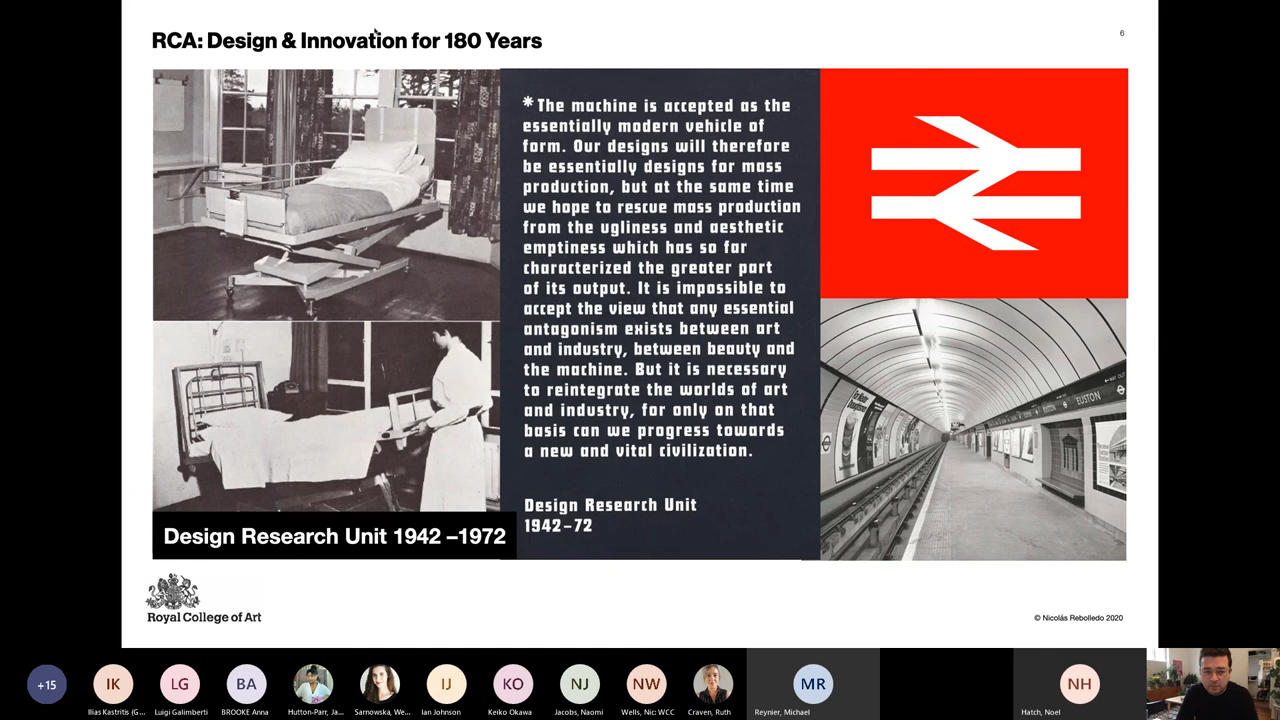 RCA: Design & Innovation for 180 Years
6
*The machine is accepted as the
essentially modern vehicle of
form. Our designs will therefore
be essentially designs for mass
production, but at the same time
we hope to rescue mass production
from the ugliness and aesthetic
emptiness which has so far
characterized the greater part
of its output. It is impossible to
accept the view that any essential
antagonism exists between art
and industry, between beauty and
the machine. But it is necessary
to reintegrate the worlds of art
and industry, for only on that
basis can we progress towards
a new and vital civilization.
Design Research Unit
1942–72
EUSTON
Design Research Unit 1942 –1972
Royal College of Art
© Nicolás Rebolledo 2020
+15
IK
LG
BA
IJ
KO
NJ
NW
MR
NH
Ilias Kastritis (G...
Luigi Galimberti
BROOKE Anna
Hutton-Parr, Ja...
Sarnowska, We...
Ian Johnson
Keiko Okawa
Jacobs, Naomi
Wells, Nic: WCC
Craven, Ruth
Reynier, Michael
Hatch, Noel